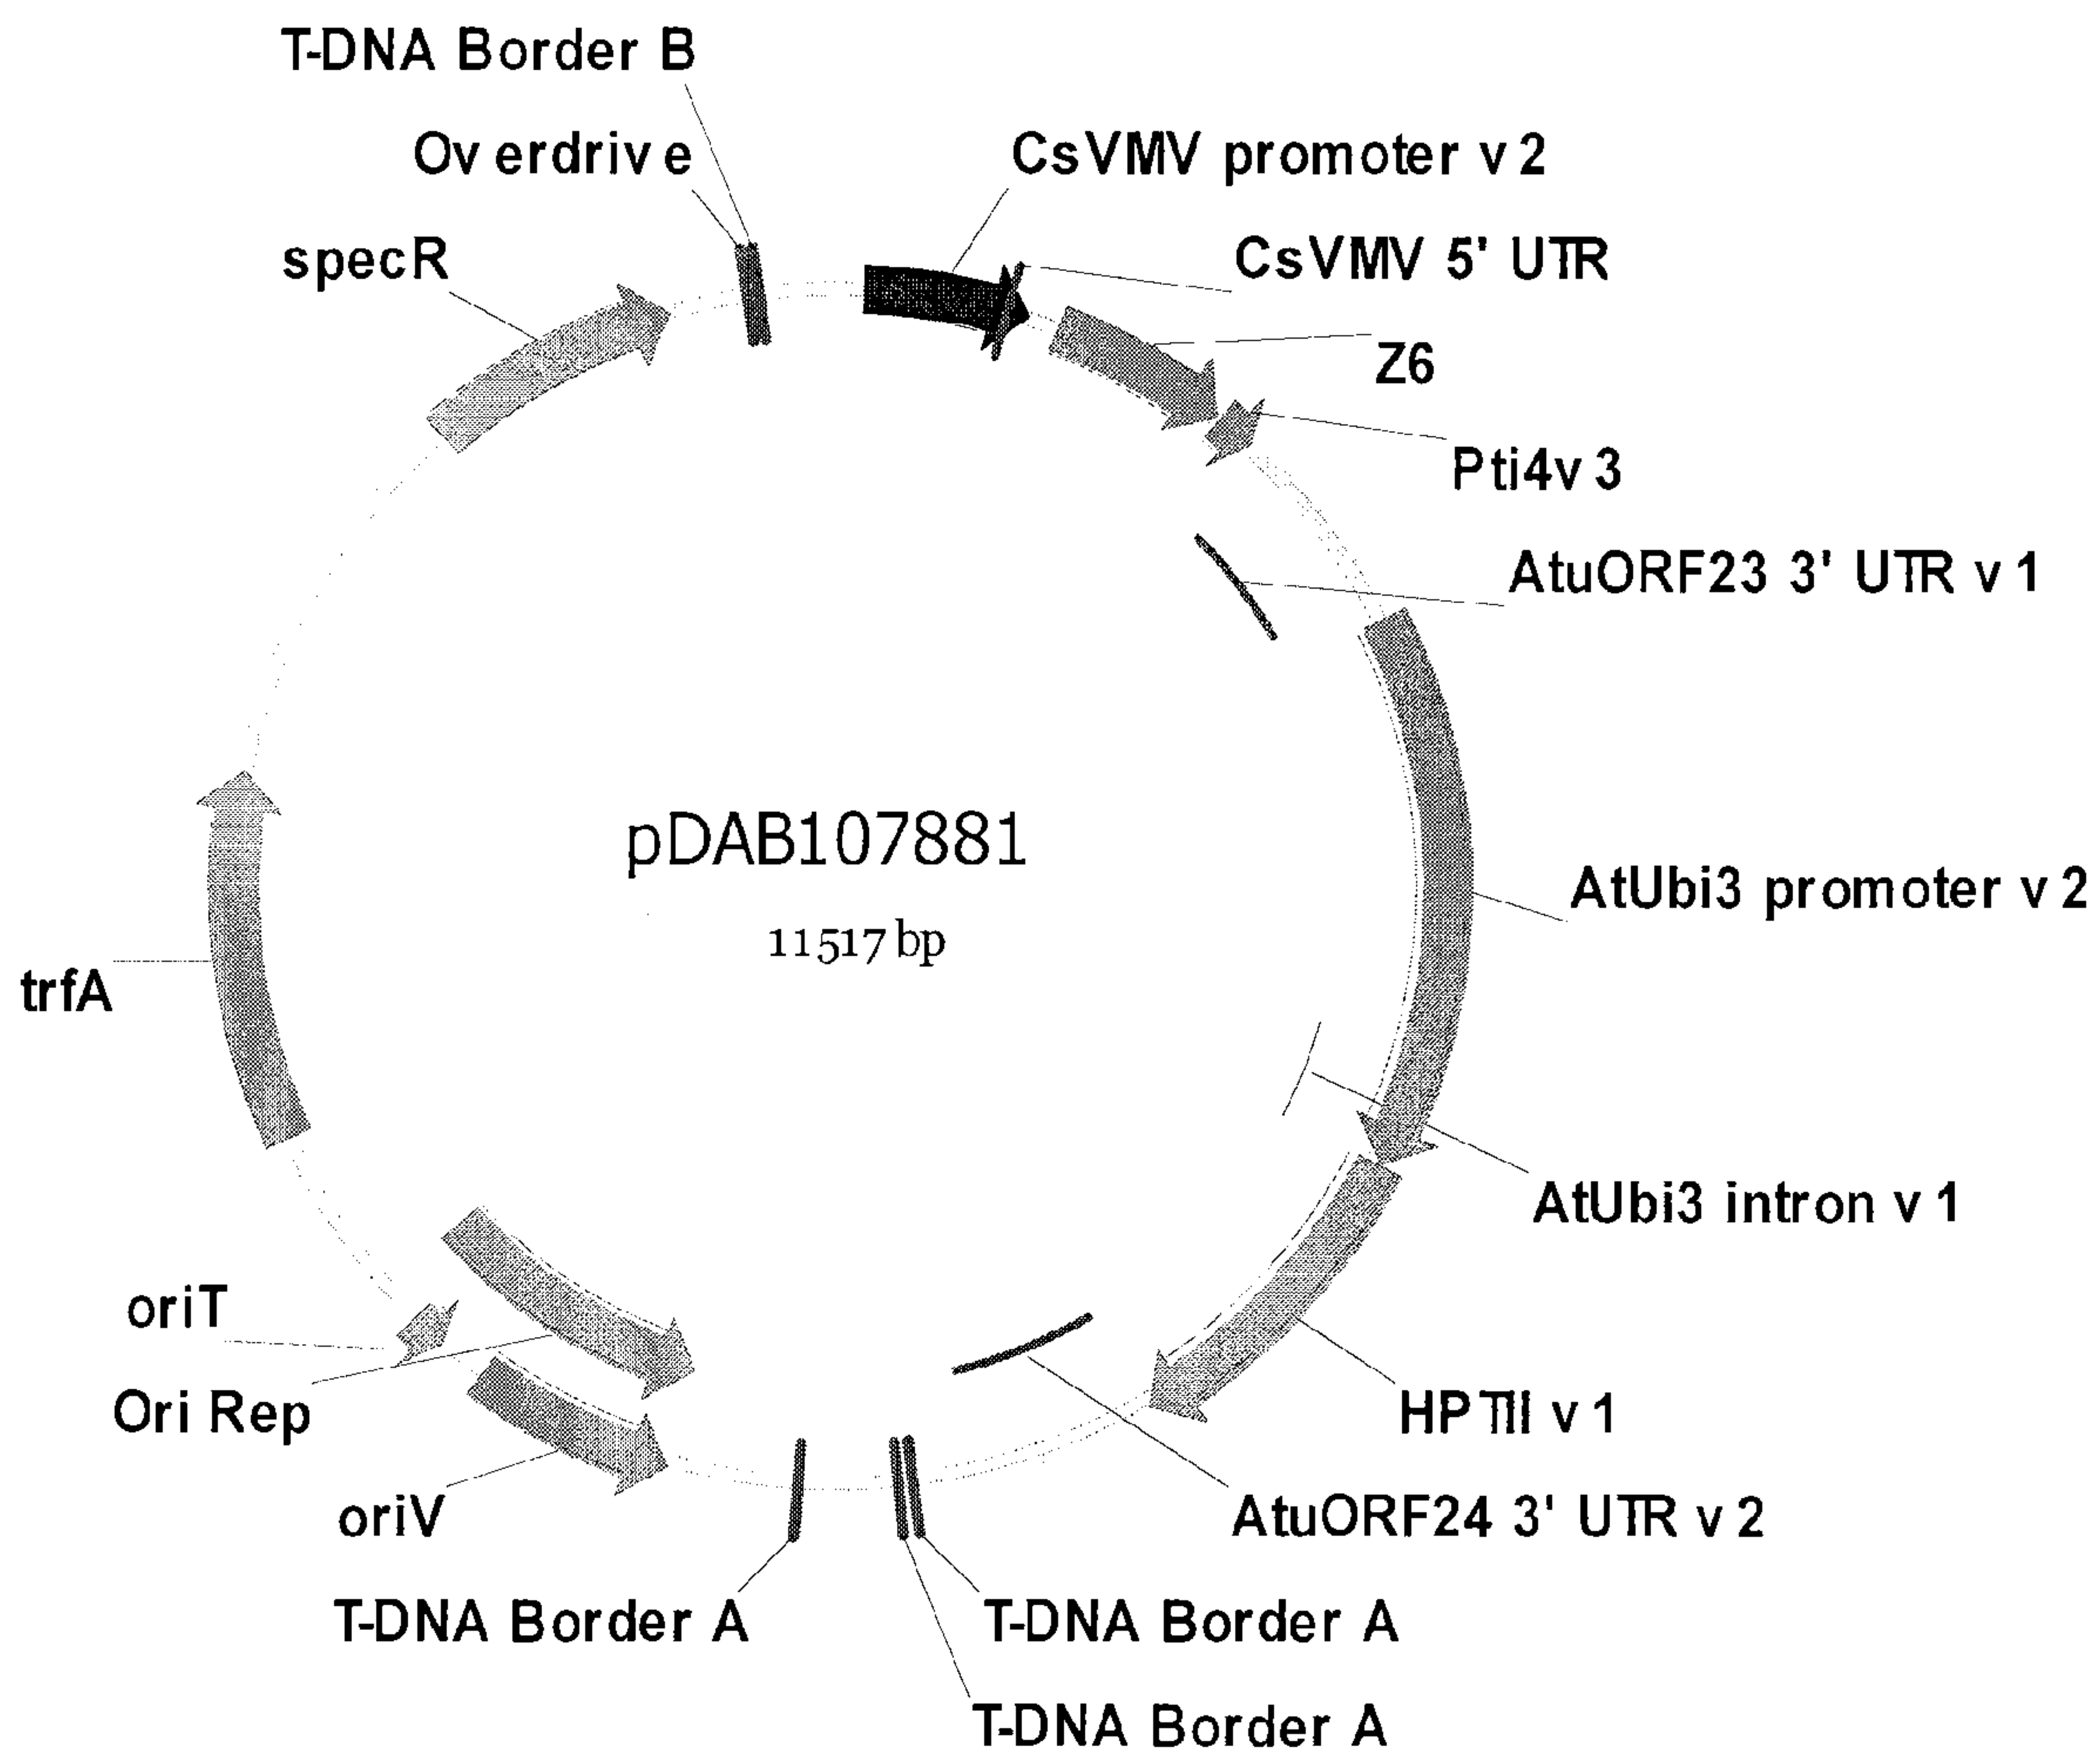 T-DNA Border B
Overdrive
CsVMV promoter v2
specR
CsVMV 5' UTR
Z6
Pti4v3
AtuORF23 3' UTR v1
pDAB107881
11517 bp
AtUbi3 promoter v2
trfA
AtUbi3 intron v1
oriT
Ori Rep
HPTII v1
oriV
AtuORF24 3' UTR v2
T-DNA Border A
T-DNA Border A
T-DNA Border A